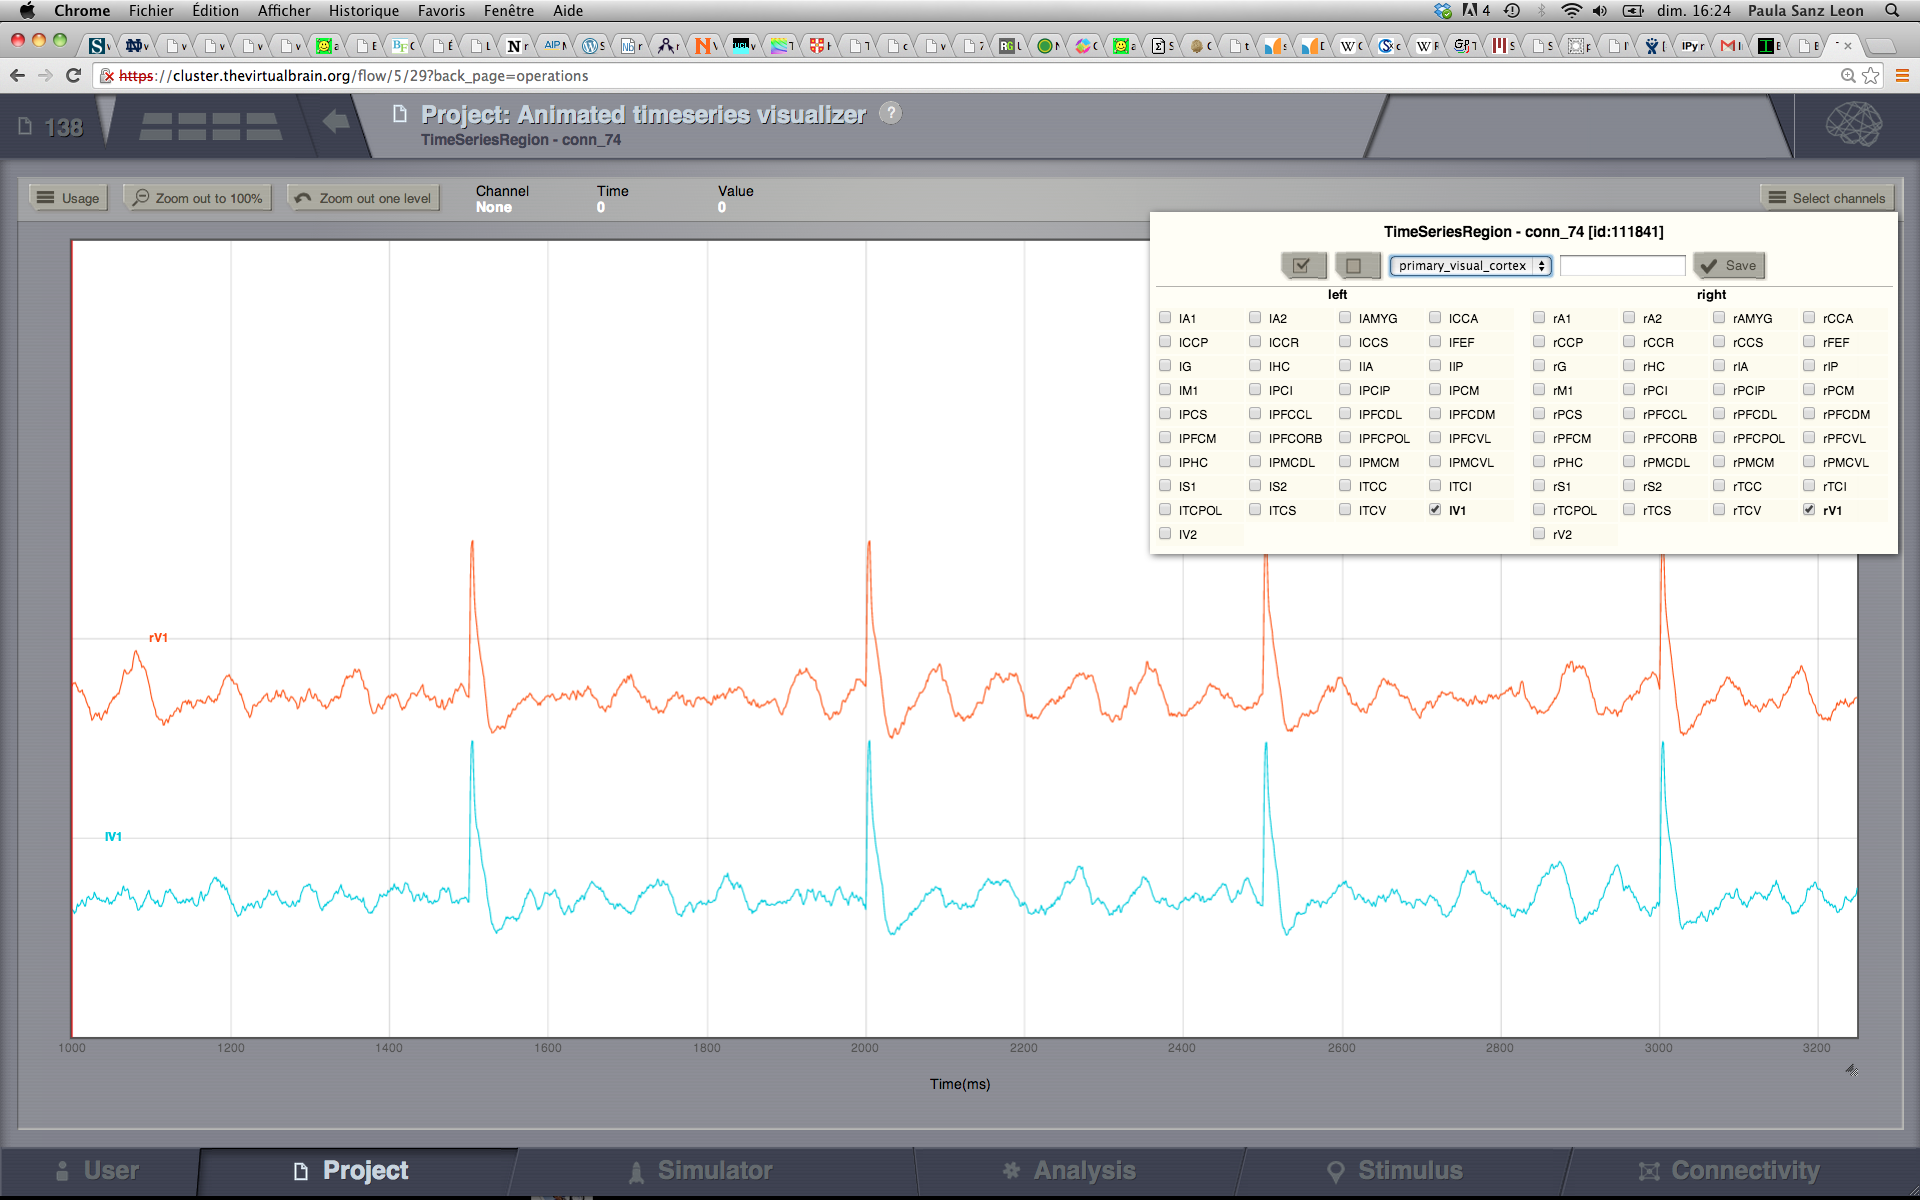 Chrome Fichier Édition Afficher Historique Favoris Fenêtre Aide 4 dim. 16:24 Paula Sanz Leon
https://cluster.thevirtualbrain.org/flow/5/29?back_page=operations
138
Project: Animated timeseries visualizer ?
TimeSeriesRegion - conn_74
Usage Zoom out to 100% Zoom out one level
Channel Time Value
None 0 0
Select channels
TimeSeriesRegion - conn_74 [id:111841]
primary_visual_cortex Save
left right
lA1 lA2 lAMYG lCCA rA1 rA2 rAMYG rCCA
lCCP lCCR lCCS lFEF rCCP rCCR rCCS rFEF
lG lHC lIA lIP rG rHC rIA rIP
lM1 lPCI lPCIP lPCM rM1 rPCI rPCIP rPCM
lPCS lPFCCL lPFCDL lPFCDM rPCS rPFCCL rPFCDL rPFCDM
lPFCM lPFCORB lPFCPOL lPFCVL rPFCM rPFCORB rPFCPOL rPFCVL
lPHC lPMCDL lPMCM lPMCVL rPHC rPMCDL rPMCM rPMCVL
lS1 lS2 lTCC lTCI rS1 rS2 rTCC rTCI
lTCPOL lTCS lTCV lV1 rTCPOL rTCS rTCV rV1
lV2 rV2
rV1
lV1
1000 1200 1400 1600 1800 2000 2200 2400 2600 2800 3000 3200
Time(ms)
User Project Simulator Analysis Stimulus Connectivity